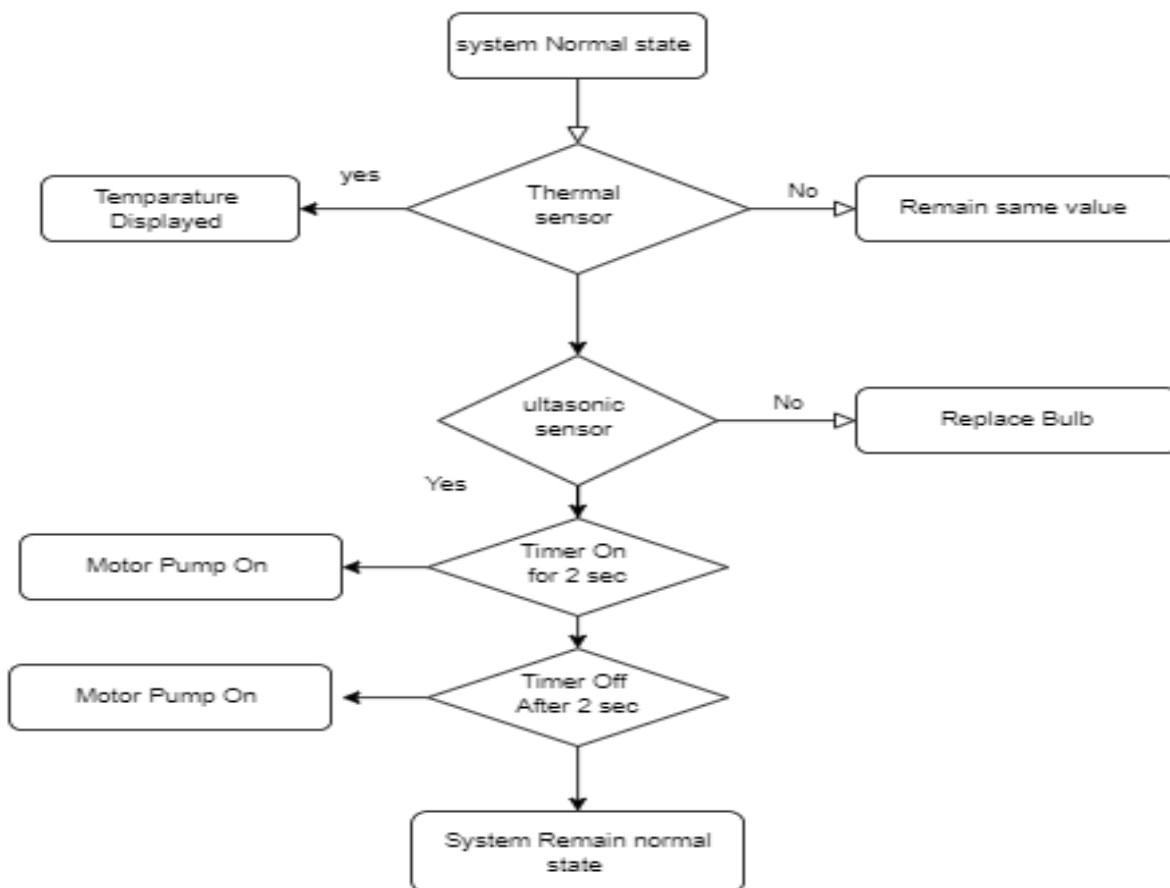 system Normal state
yes
Temparature
Displayed
Thermal
sensor
No
Remain same value
ultasonic
sensor
No
Replace Bulb
Yes
Motor Pump On
Timer On
for 2 sec
Motor Pump On
Timer Off
After 2 sec
System Remain normal
state